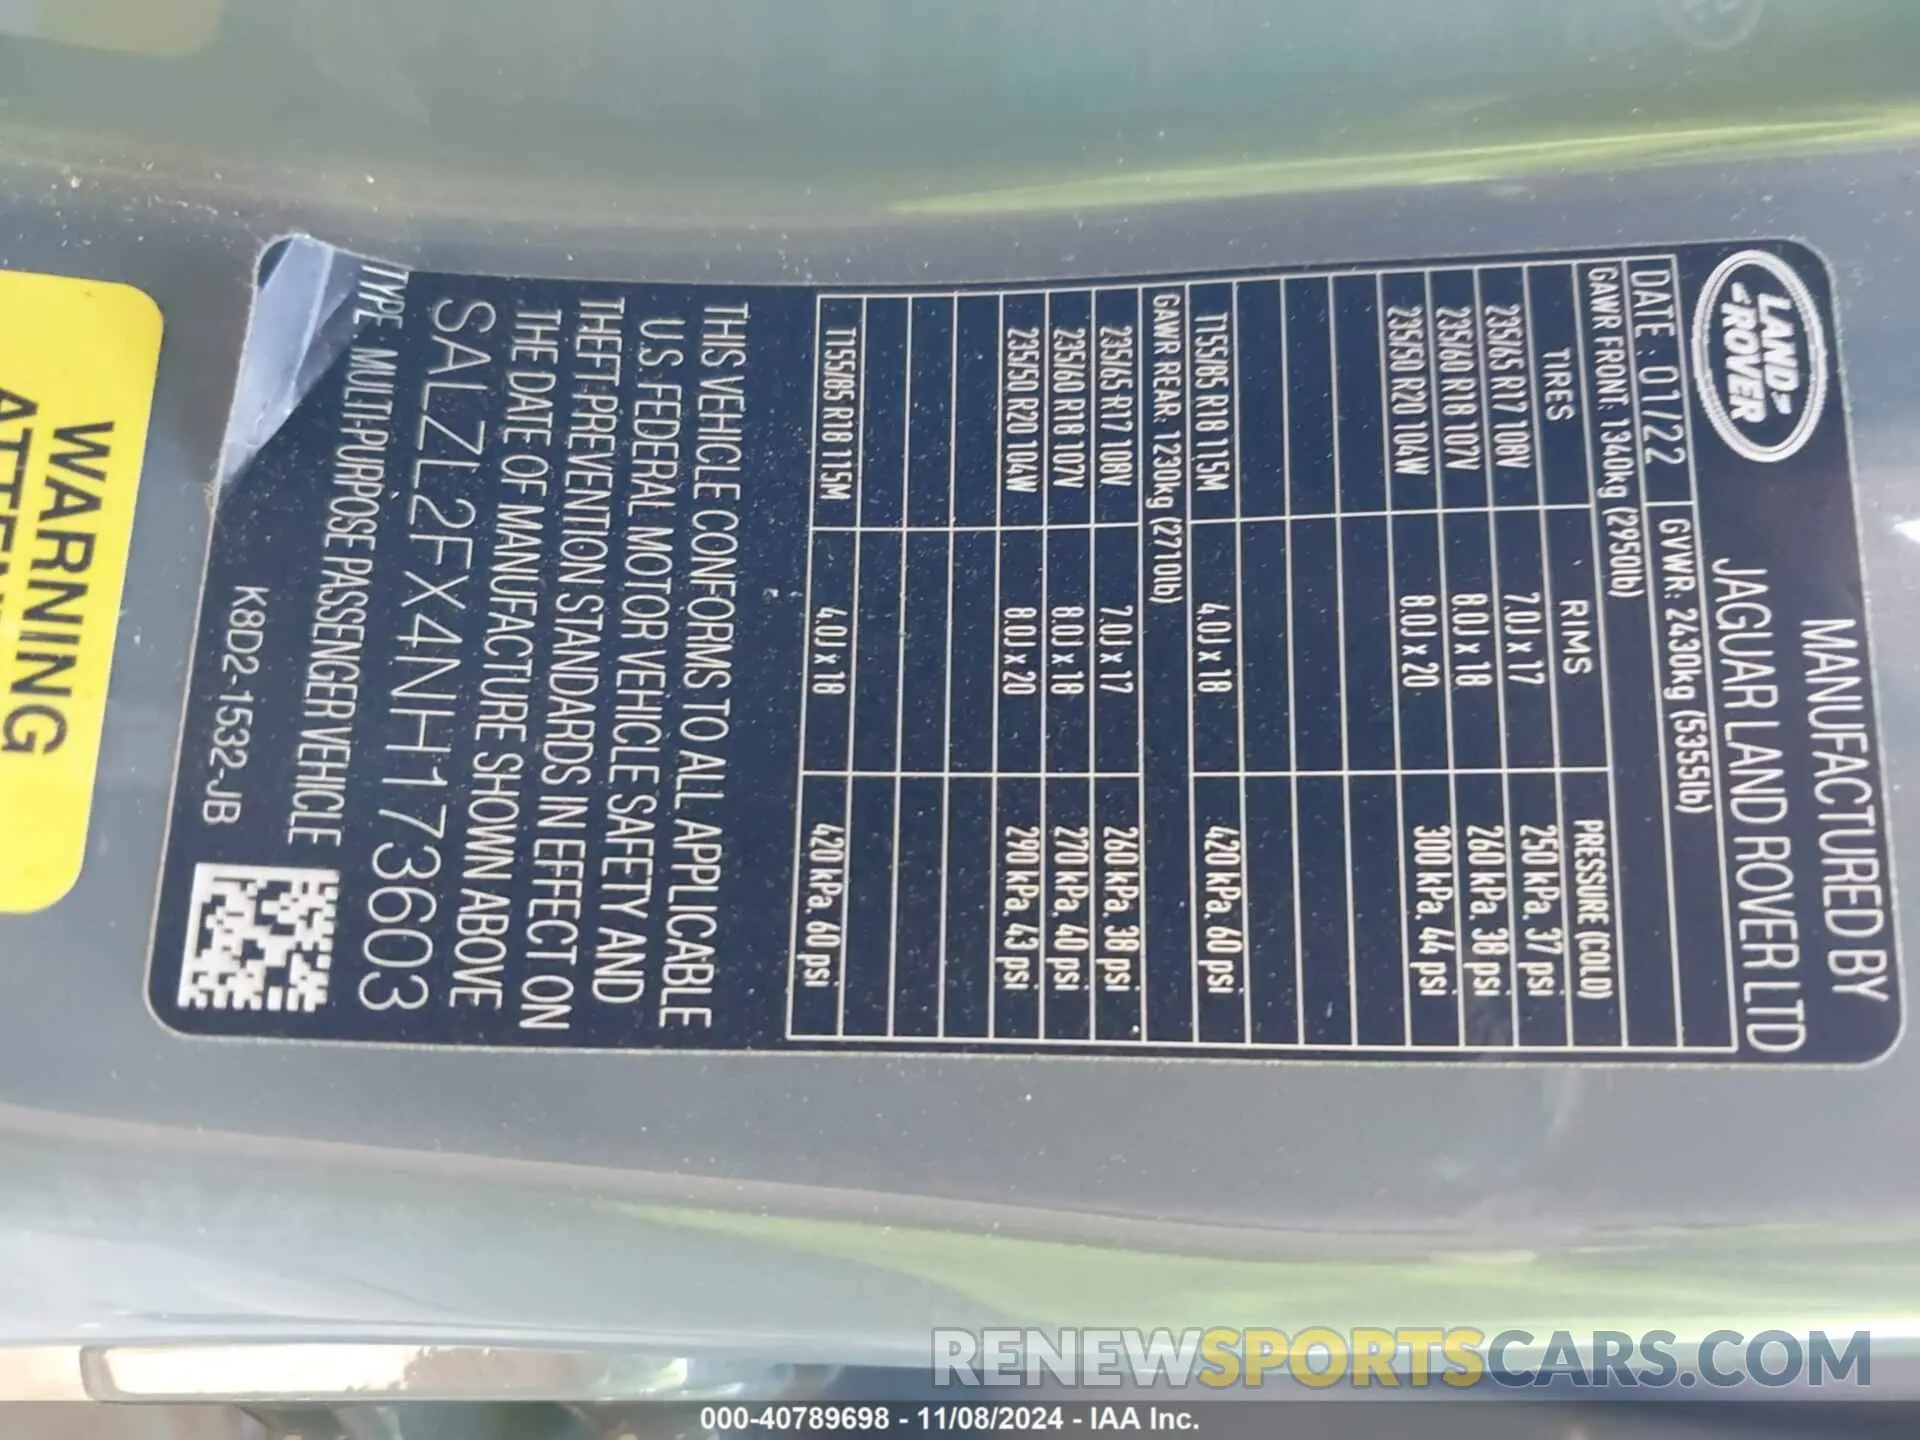 MANUFACTURED BY
JAGUAR LAND ROVER LTD
LAND
ROVER
DATE : 01/22 GVWR: 2430kg (5355lb)
GAWR FRONT: 1340kg (2950lb)
TIRES RIMS PRESSURE (COLD)
235/65 R17 108V 7.0J x 17 250 kPa. 37 psi
235/60 R18 107V 8.0J x 18 260 kPa. 38 psi
235/50 R20 104W 8.0J x 20 300 kPa. 44 psi
T155/85 R18 115M 4.0J x 18 420 kPa. 60 psi
GAWR REAR: 1230kg (2710lb)
235/65 R17 108V 7.0J x 17 260 kPa. 38 psi
235/60 R18 107V 8.0J x 18 270 kPa. 40 psi
235/50 R20 104W 8.0J x 20 290 kPa. 43 psi
T155/85 R18 115M 4.0J x 18 420 kPa. 60 psi
THIS VEHICLE CONFORMS TO ALL APPLICABLE
U.S. FEDERAL MOTOR VEHICLE SAFETY AND
THEFT PREVENTION STANDARDS IN EFFECT ON
THE DATE OF MANUFACTURE SHOWN ABOVE
SALZL2FX4NH173603
TYPE MULTI-PURPOSE PASSENGER VEHICLE
K8D2-1532-JB
WARNING
RENEWSPORTSCARS.COM
000-40789698 - 11/08/2024 - IAA Inc.